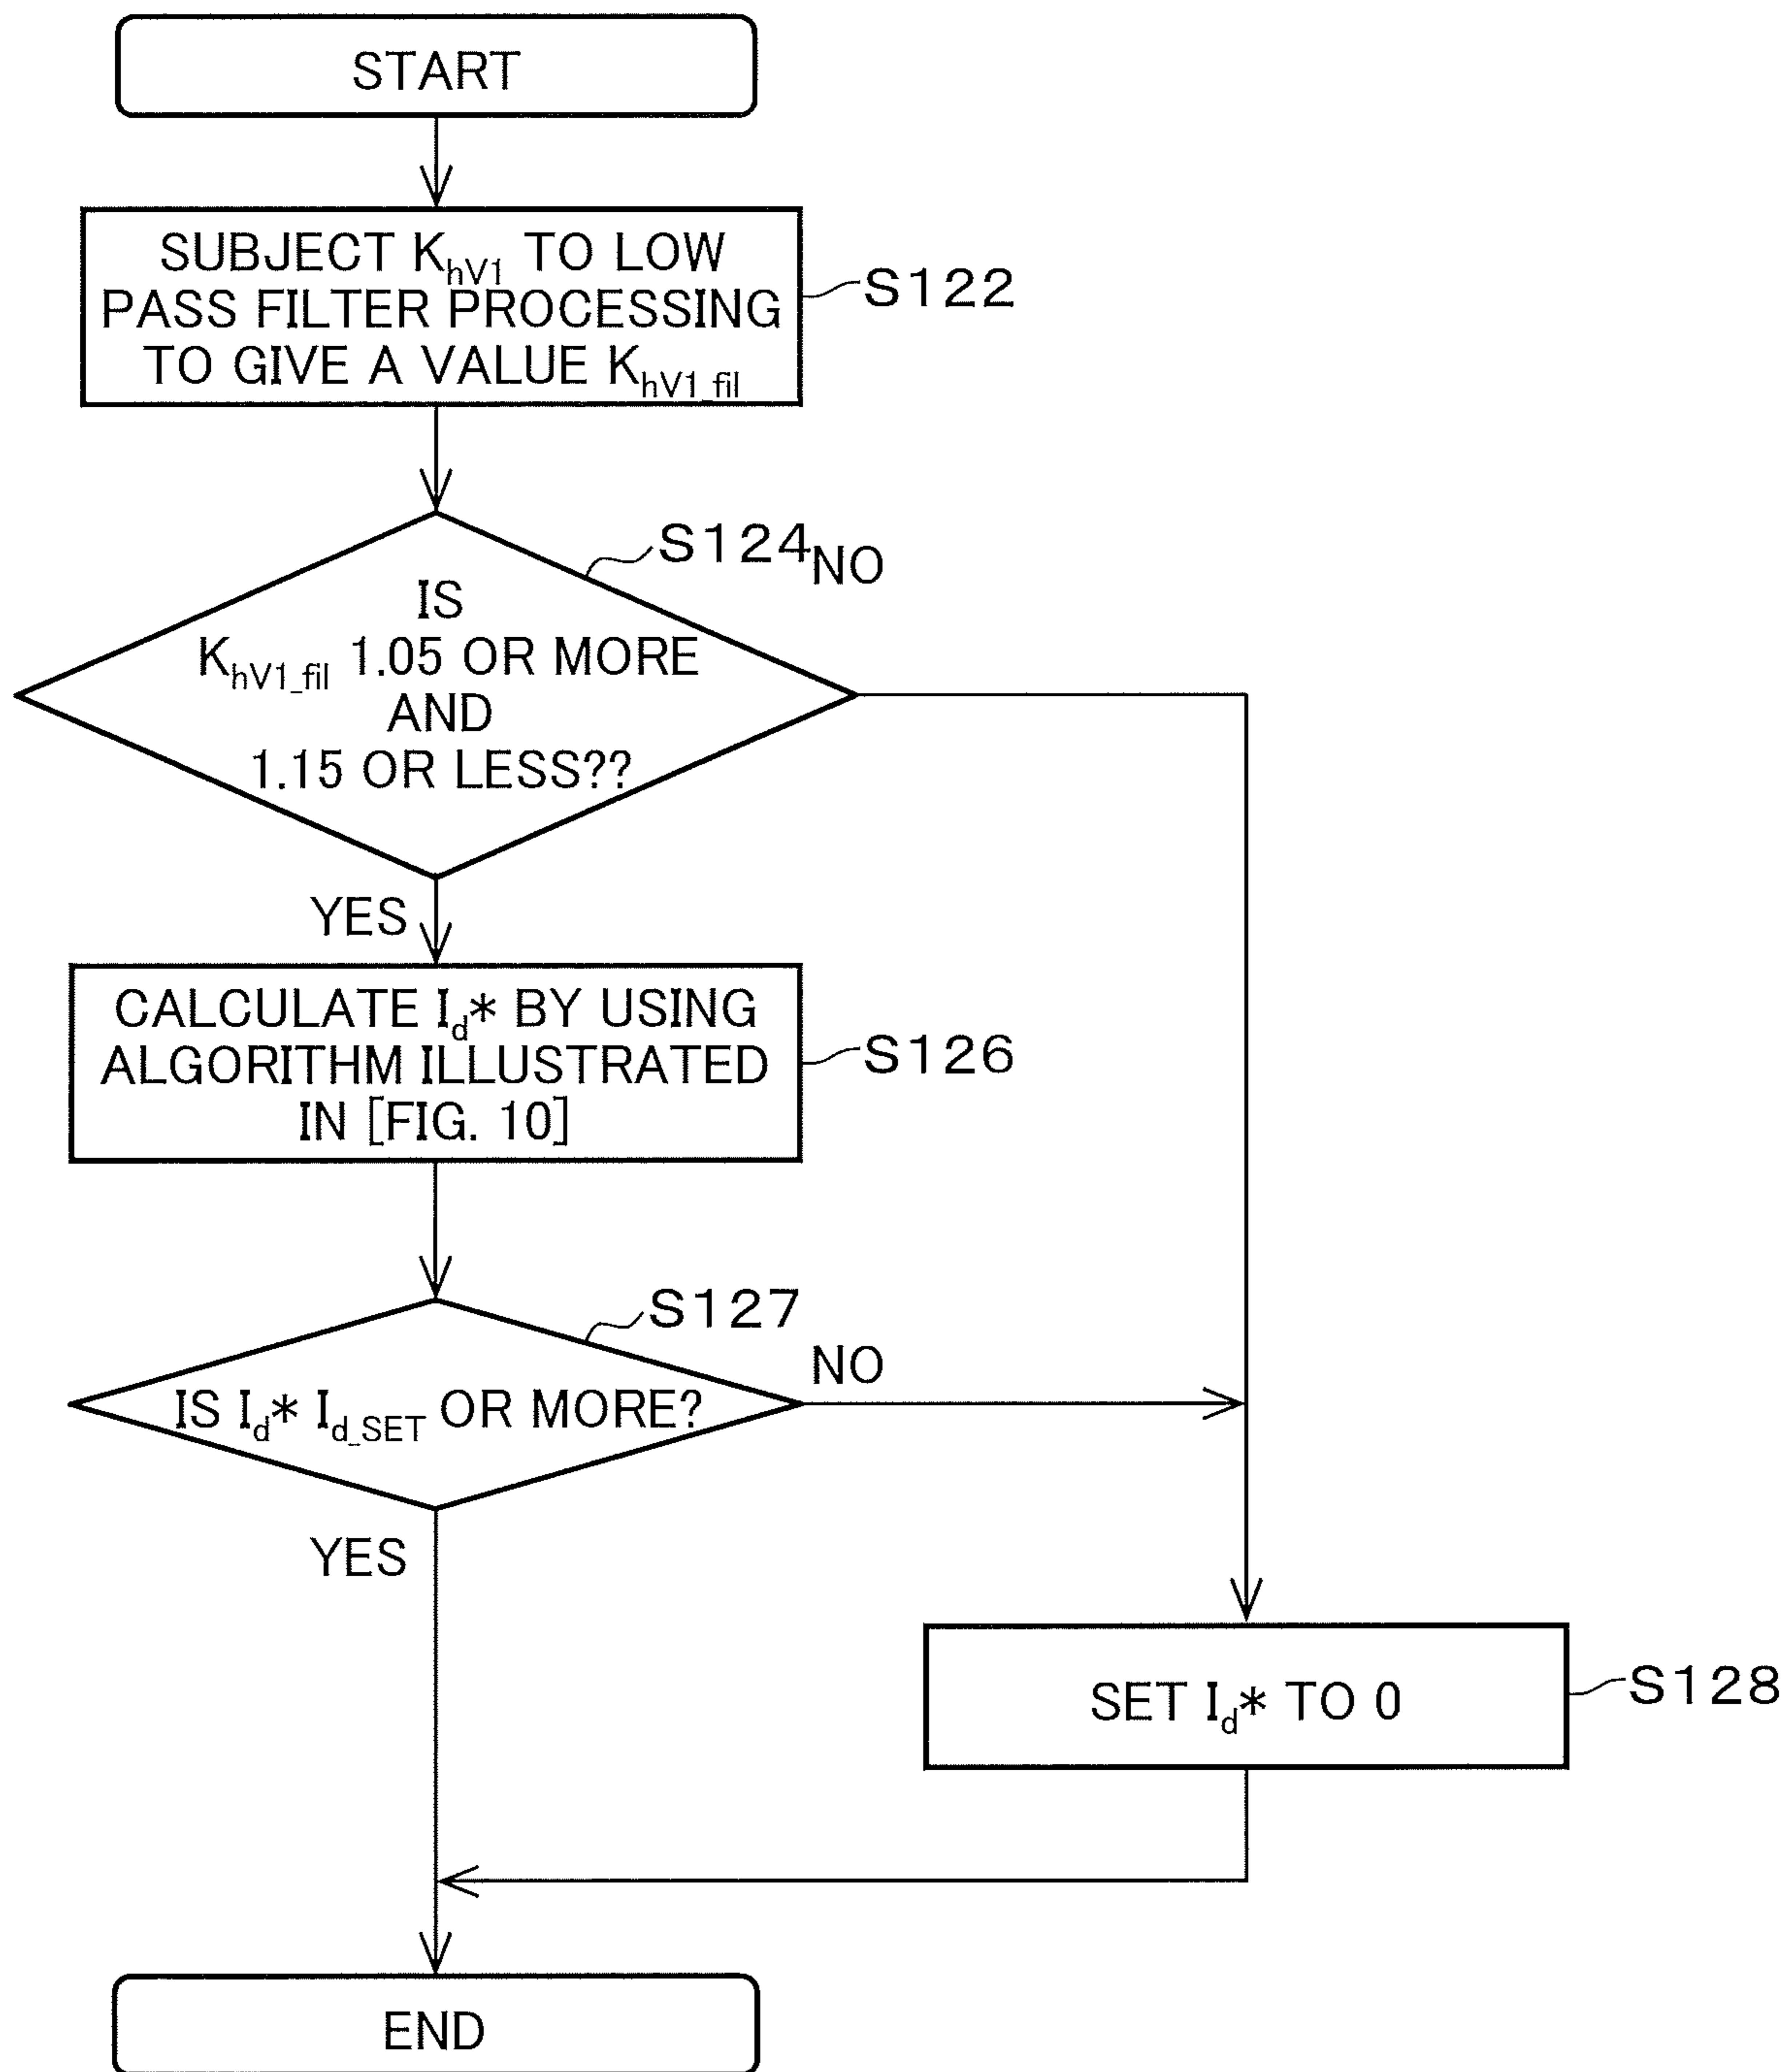 START
SUBJECT KhV1 TO LOW
PASS FILTER PROCESSING
TO GIVE A VALUE KhV1_fil
S122
S124
NO
IS
KhV1_fil 1.05 OR MORE
AND
1.15 OR LESS??
YES
CALCULATE Id* BY USING
ALGORITHM ILLUSTRATED
IN [FIG. 10]
S126
S127
NO
IS Id* Id_SET OR MORE?
YES
SET Id* TO 0
S128
END